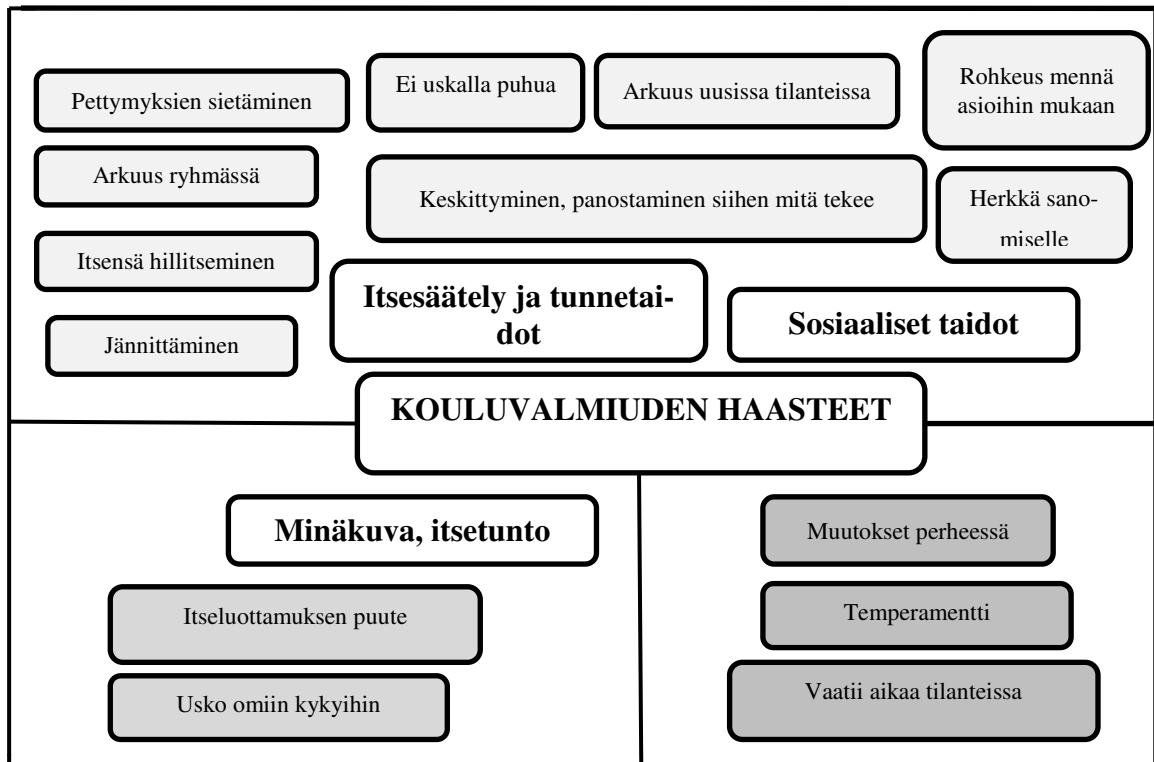 Pettymyksien sietäminen
Ei uskalla puhua
Arkuus uusissa tilanteissa
Rohkeus mennä
asioihin mukaan
Arkuus ryhmässä
Keskittyminen, panostaminen siihen mitä tekee
Herkkä sano-
miselle
Itsensä hillitseminen
Jännittäminen
Itsesäätely ja tunnetai-
dot
Sosiaaliset taidot
KOULUVALMIUDEN HAASTEET
Minäkuva, itsetunto
Itseluottamuksen puute
Usko omiin kykyihin
Muutokset perheessä
Temperamentti
Vaatii aikaa tilanteissa